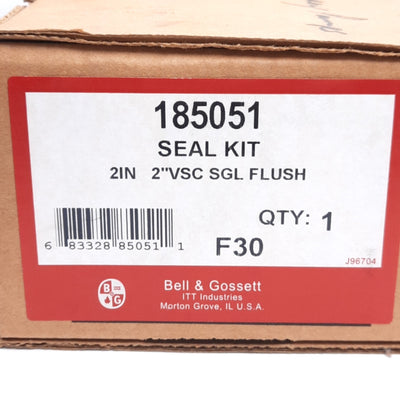 185051
SEAL KIT
2IN 2"VSC SGL FLUSH
QTY: 1
6 83328 85051 1
F30
J96704
B G
Bell & Gossett
ITT Industries
Morton Grove, IL U.S.A.